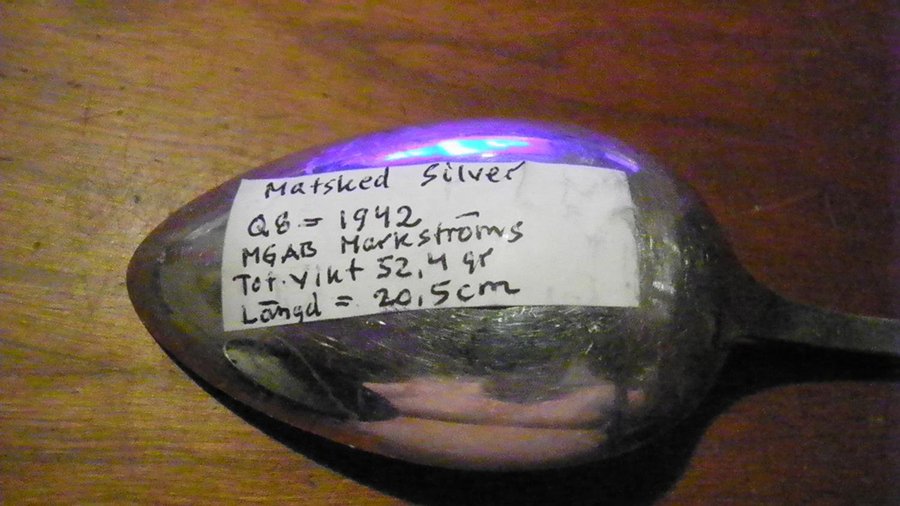 Matsked Silver
Q8 = 1942
MGAB Markströms
Tot. vikt 52,4 gr
Längd = 20,5cm